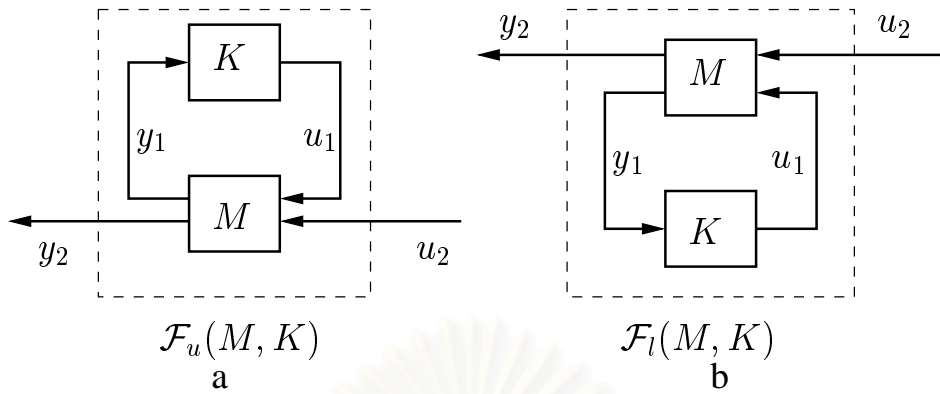 K
y₁
u₁
M
y₂
u₂
ℱᵤ(M, K)
a
y₂
u₂
M
y₁
u₁
K
ℱₗ(M, K)
b